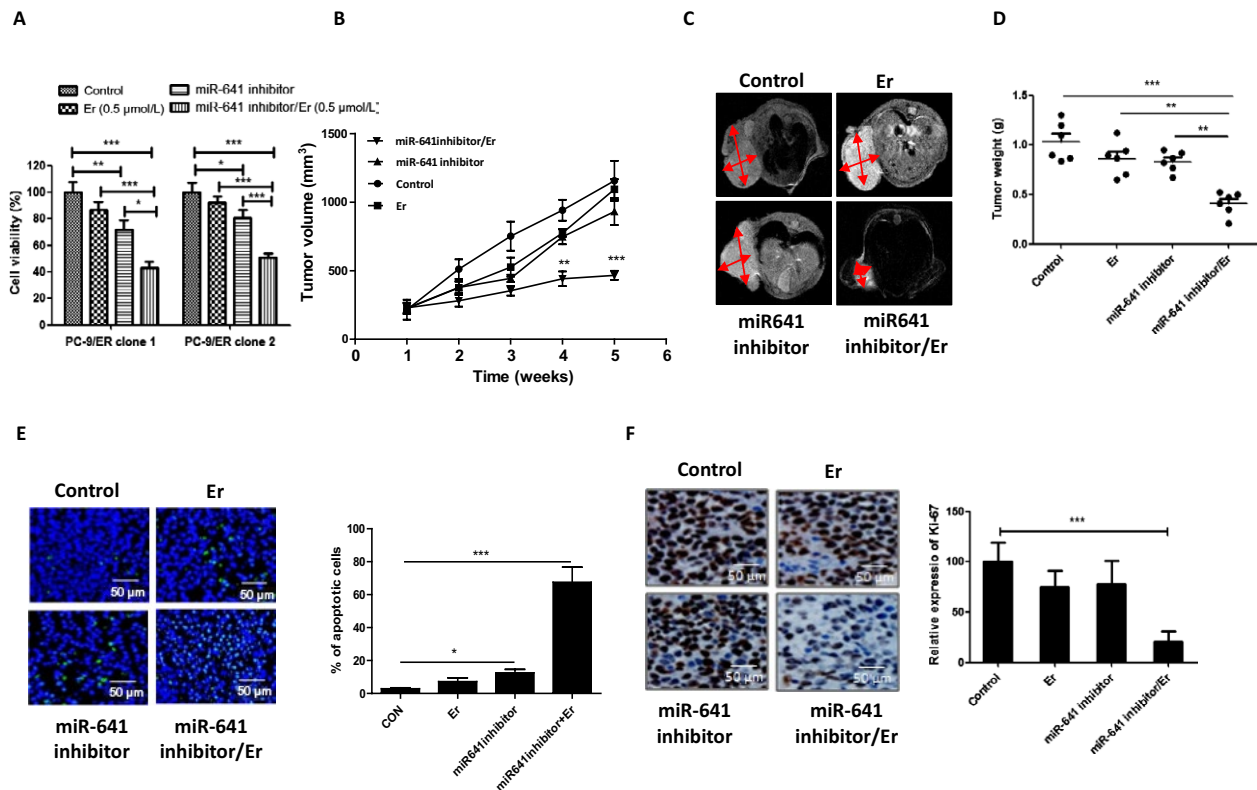 A
Control
miR-641 inhibitor
Er (0.5 µmol/L)
miR-641 inhibitor/Er (0.5 µmol/L)
***
***
**
*
***
***
*
***
Cell viability (%)
120
100
80
60
40
20
0
PC-9/ER clone 1
PC-9/ER clone 2
B
miR-641inhibitor/Er
miR-641 inhibitor
Control
Er
Tumor volume (mm3)
1500
1000
500
0
**
***
0
1
2
3
4
5
6
Time (weeks)
C
Control
Er
miR641
inhibitor
miR641
inhibitor/Er
D
***
**
**
Tumor weight (g)
1.5
1.0
0.5
0.0
Control
Er
miR-641 inhibitor
miR-641 inhibitor/Er
E
Control
Er
50 µm
50 µm
50 µm
50 µm
miR-641
inhibitor
miR-641
inhibitor/Er
% of apoptotic cells
100
80
60
40
20
0
***
*
CON
Er
miR641inhibitor
miR641inhibitor+Er
F
Control
Er
50 µm
50 µm
50 µm
50 µm
miR-641
inhibitor
miR-641
inhibitor/Er
Relative expressio of Ki-67
150
100
50
0
***
Control
Er
miR-641 inhibitor
miR-641 inhibitor/Er